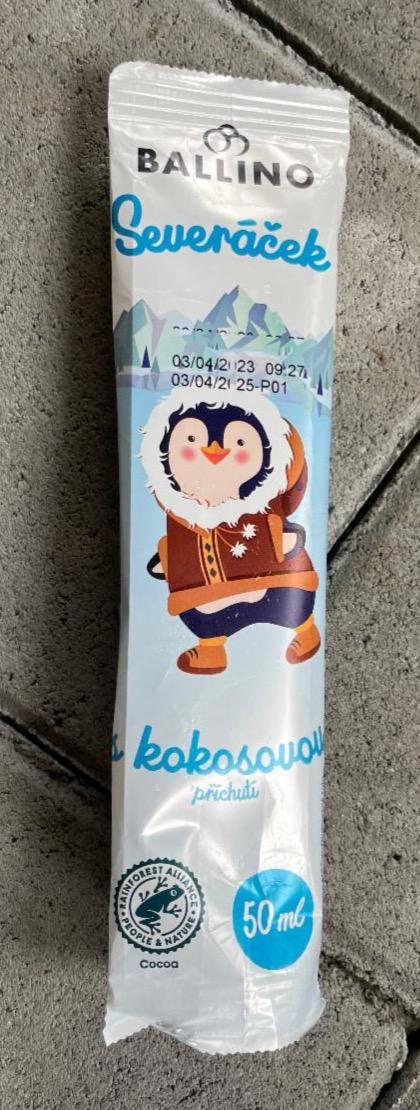 BALLINO
Severáček
03/04/2023 09:27
03/04/2025-P01
s kokosovou
příchutí
RAINFOREST ALLIANCE
PEOPLE & NATURE
Cocoa
50 ml